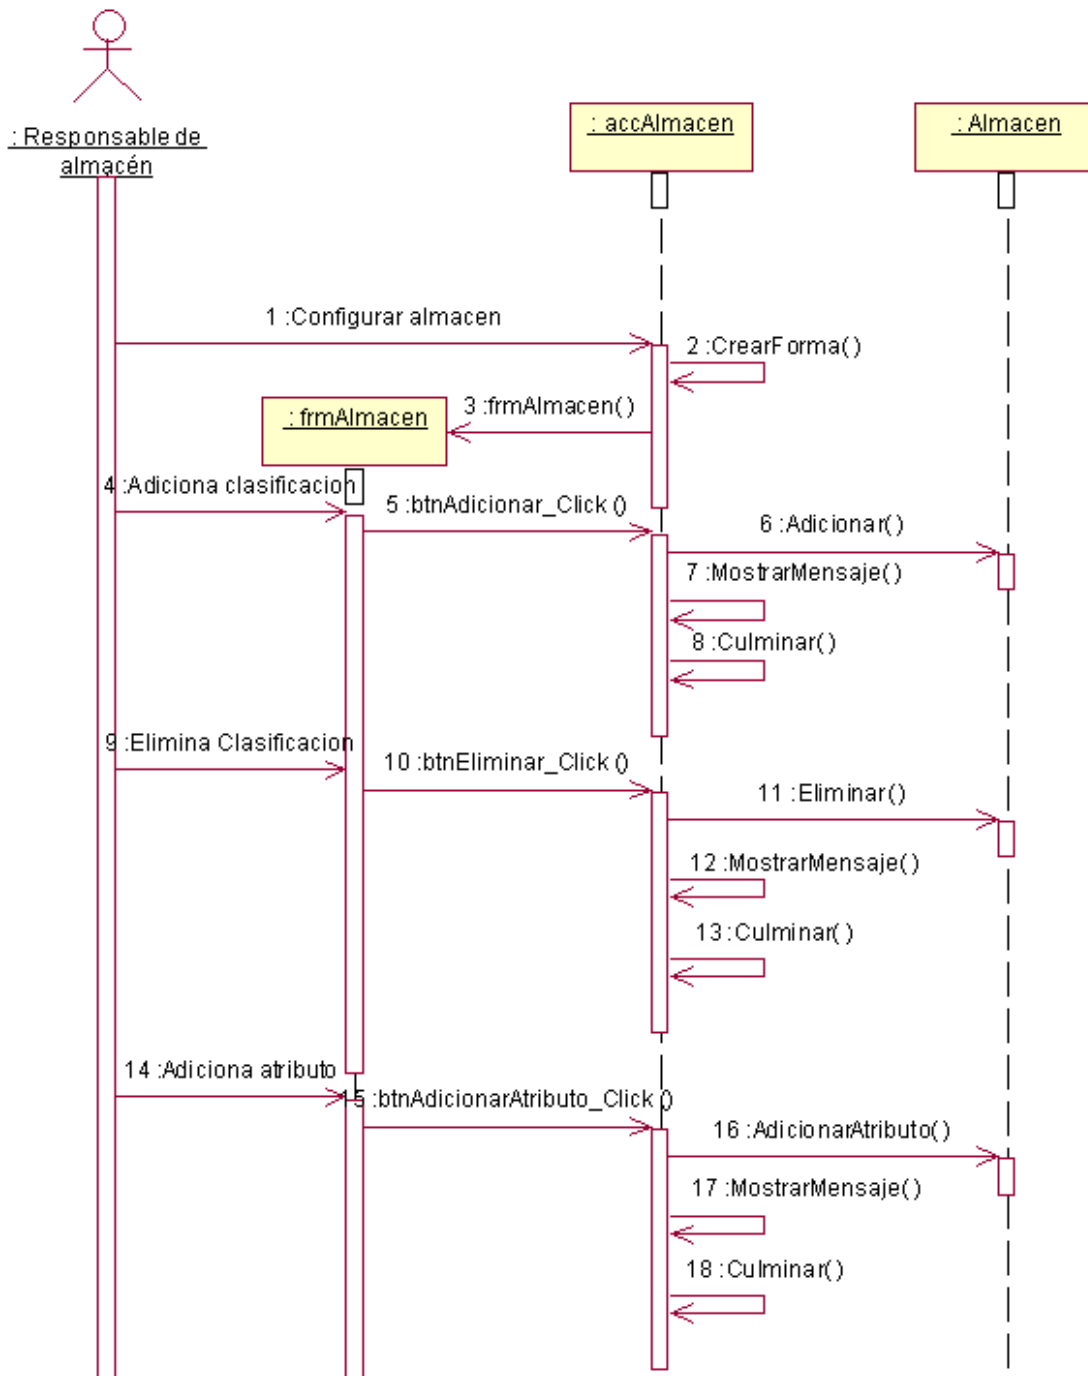 : Responsable de
almacén
: accAlmacen
: Almacen
1 :Configurar almacen
2 :CrearForma()
3 :frmAlmacen()
: frmAlmacen
4 :Adiciona clasificacion
5 :btnAdicionar_Click ()
6 :Adicionar()
7 :MostrarMensaje()
8 :Culminar()
9 :Elimina Clasificacion
10 :btnEliminar_Click ()
11 :Eliminar()
12 :MostrarMensaje()
13 :Culminar()
14 :Adiciona atributo
15 :btnAdicionarAtributo_Click ()
16 :AdicionarAtributo()
17 :MostrarMensaje()
18 :Culminar()